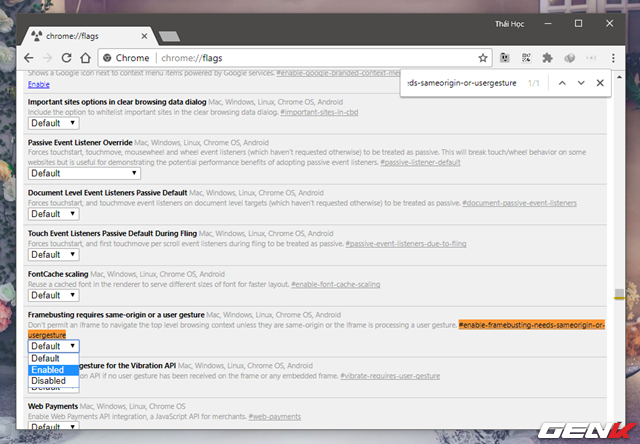 Thái Học
chrome://flags
Chrome | chrome://flags
eds-sameorigin-or-usergesture 1/1
Shows a Google icon next to context menu items powered by Google services. #enable-google-branded-context-me
Enable
Important sites options in clear browsing data dialog Mac, Windows, Linux, Chrome OS, Android
Include the option to whitelist important sites in the clear browsing data dialog. #important-sites-in-cbd
Default
Passive Event Listener Override Mac, Windows, Linux, Chrome OS, Android
Forces touchstart, touchmove, mousewheel and wheel event listeners (which haven't requested otherwise) to be treated as passive. This will break touch/wheel behavior on some
websites but is useful for demonstrating the potential performance benefits of adopting passive event listeners. #passive-listener-default
Default
Document Level Event Listeners Passive Default Mac, Windows, Linux, Chrome OS, Android
Forces touchstart, and touchmove event listeners on document level targets (which haven't requested otherwise) to be treated as passive. #document-passive-event-listeners
Default
Touch Event Listeners Passive Default During Fling Mac, Windows, Linux, Chrome OS, Android
Forces touchstart, and first touchmove per scroll event listeners during fling to be treated as passive. #passive-event-listeners-due-to-fling
Default
FontCache scaling Mac, Windows, Linux, Chrome OS, Android
Reuse a cached font in the renderer to serve different sizes of font for faster layout. #enable-font-cache-scaling
Default
Framebusting requires same-origin or a user gesture Mac, Windows, Linux, Chrome OS, Android
Don't permit an iframe to navigate the top level browsing context unless they are same-origin or the iframe is processing a user gesture. #enable-framebusting-needs-sameorigin-or-
usergesture
Default
Default
Enabled
Disabled
gesture for the Vibration API Mac, Windows, Linux, Chrome OS, Android
on API if no user gesture has been received on the frame or any embedded frame. #vibrate-requires-user-gesture
Default
Web Payments Mac, Windows, Linux, Chrome OS
Enable Web Payments API integration, a JavaScript API for merchants. #web-payments
GENK